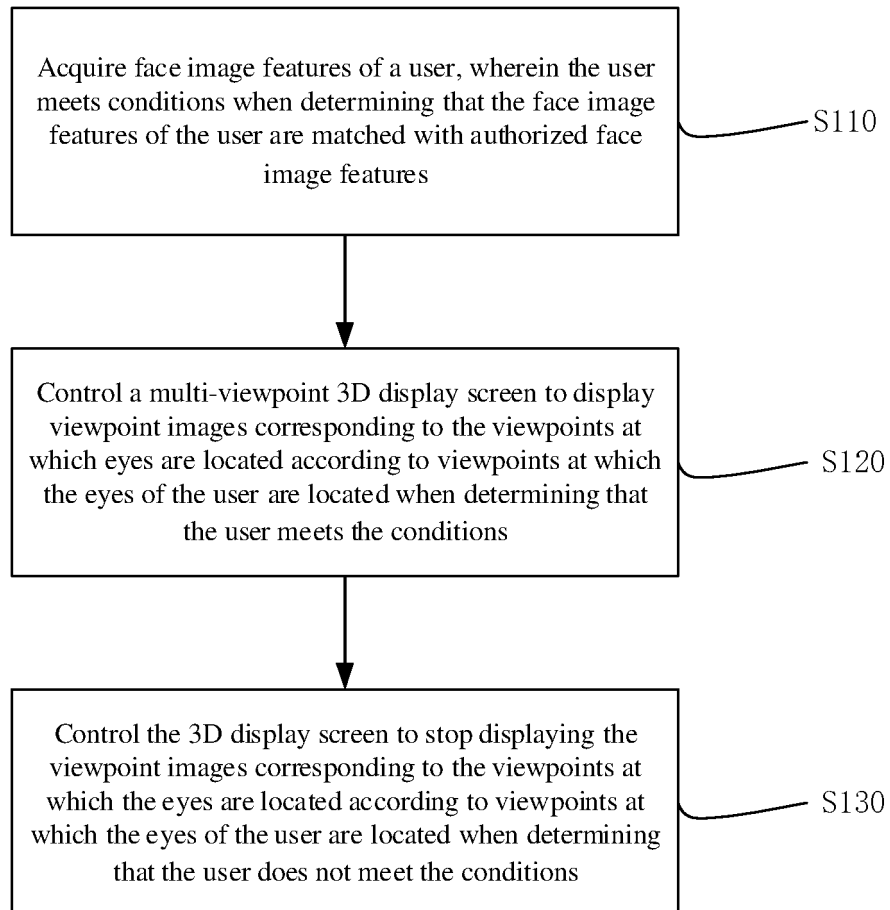 Acquire face image features of a user, wherein the user
meets conditions when determining that the face image
features of the user are matched with authorized face
image features
S110
Control a multi-viewpoint 3D display screen to display
viewpoint images corresponding to the viewpoints at
which eyes are located according to viewpoints at which
the eyes of the user are located when determining that
the user meets the conditions
S120
Control the 3D display screen to stop displaying the
viewpoint images corresponding to the viewpoints at
which the eyes are located according to viewpoints at
which the eyes of the user are located when determining
that the user does not meet the conditions
S130